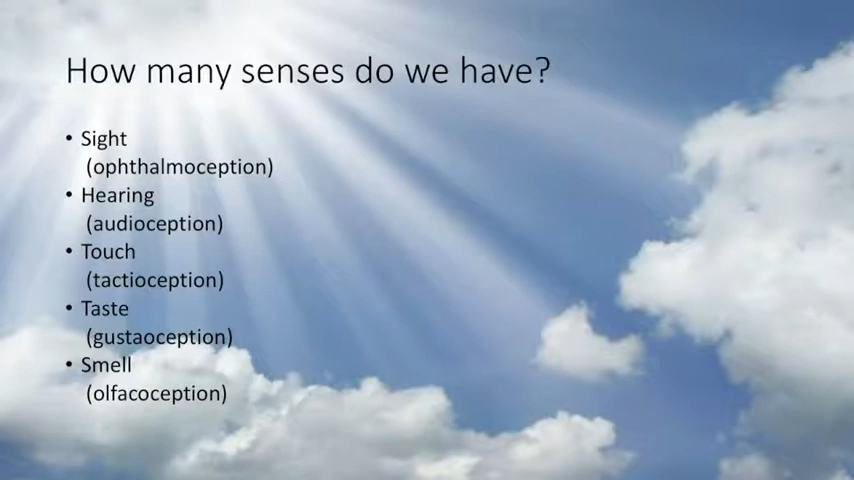 How many senses do we have?
• Sight
(ophthalmoception)
• Hearing
(audioception)
• Touch
(tactioception)
• Taste
(gustaoception)
• Smell
(olfacoception)